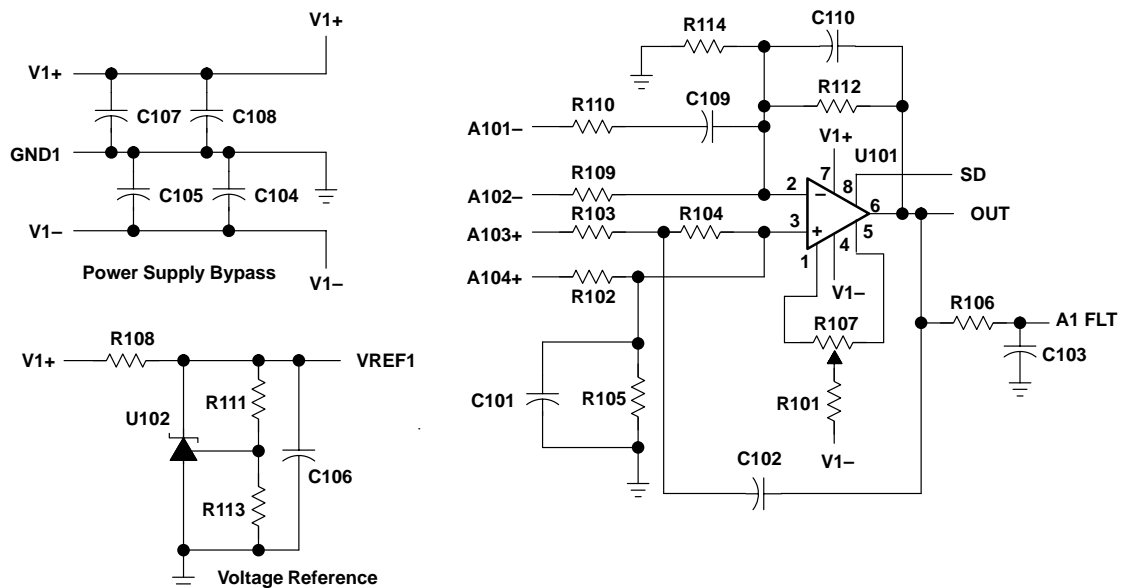 V1+
V1+
C107
C108
GND1
C105
C104
V1–
Power Supply Bypass
V1–
R108
V1+
VREF1
R111
U102
C106
R113
Voltage Reference
R114
C110
R112
R110
C109
A101–
V1+
U101
7
8
R109
2
–
SD
A102–
6
OUT
R103
R104
3
+
5
A103+
4
1
A104+
R102
V1–
R106
A1 FLT
R107
C103
C101
R105
R101
V1–
C102